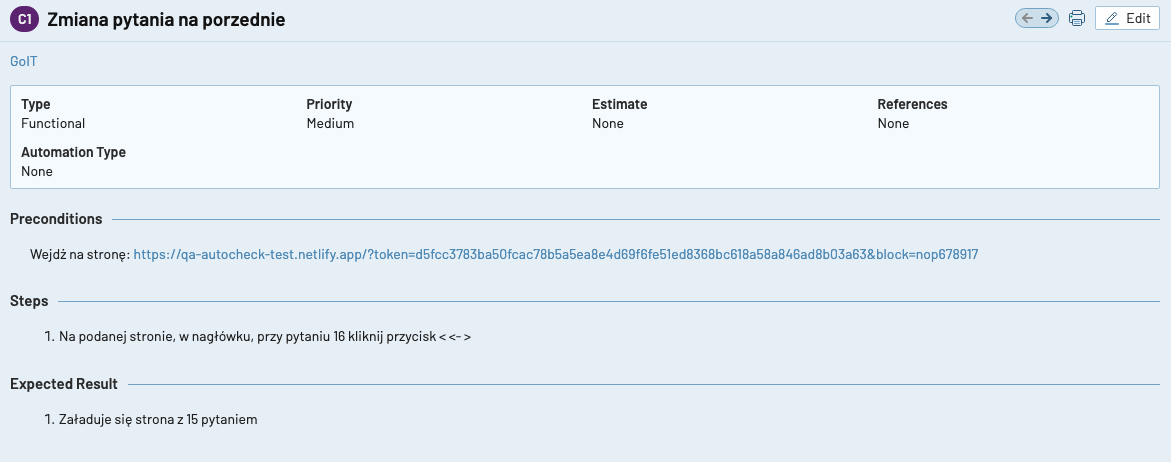 C1 Zmiana pytania na porzednie
Edit
GoIT
Type Priority Estimate References
Functional Medium None None
Automation Type
None
Preconditions
Wejdź na stronę: https://qa-autocheck-test.netlify.app/?token=d5fcc3783ba50fcac78b5a5ea8e4d69f6fe51ed8368bc618a58a846ad8b03a63&block=nop678917
Steps
1. Na podanej stronie, w nagłówku, przy pytaniu 16 kliknij przycisk < <- >
Expected Result
1. Załaduje się strona z 15 pytaniem